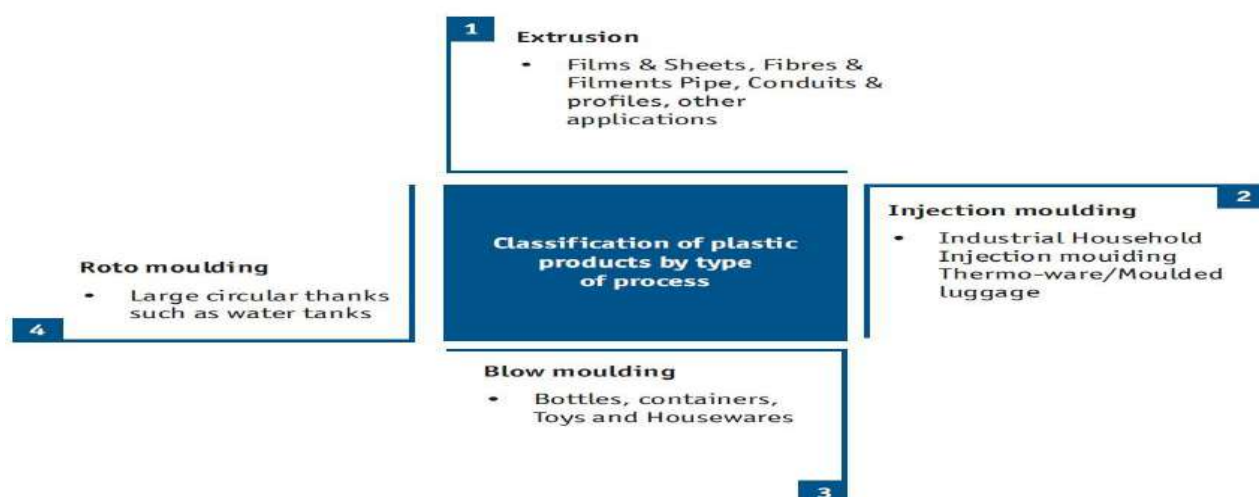 1
Extrusion
• Films & Sheets, Fibres &
Filments Pipe, Conduits &
profiles, other
applications
2
Injection moulding
• Industrial Household
Injection mouiding
Thermo-ware/Moulded
luggage
Classification of plastic
products by type
of process
Roto moulding
• Large circular thanks
such as water tanks
4
Blow moulding
• Bottles, containers,
Toys and Housewares
3